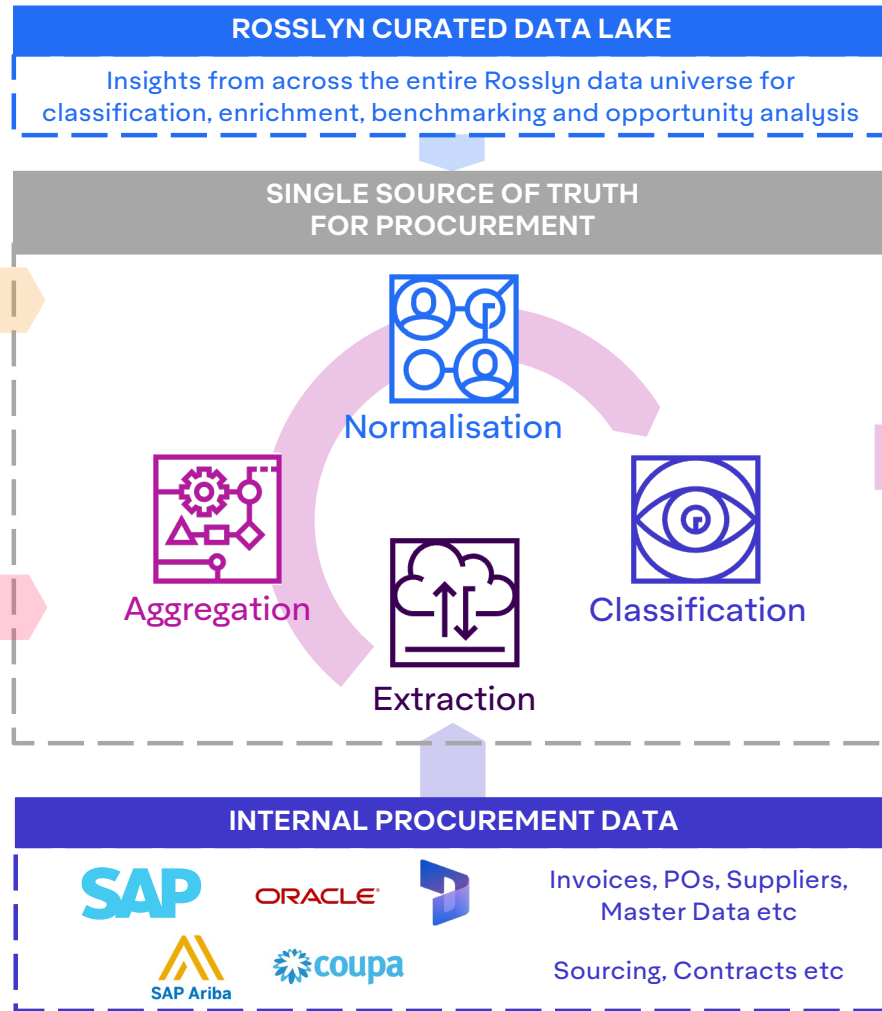 ROSSLYN CURATED DATA LAKE
Insights from across the entire Rosslyn data universe for
classification, enrichment, benchmarking and opportunity analysis
SINGLE SOURCE OF TRUTH
FOR PROCUREMENT
Normalisation
Aggregation
Classification
Extraction
INTERNAL PROCUREMENT DATA
SAP
ORACLE®
Invoices, POs, Suppliers,
Master Data etc
SAP Ariba
coupa
Sourcing, Contracts etc